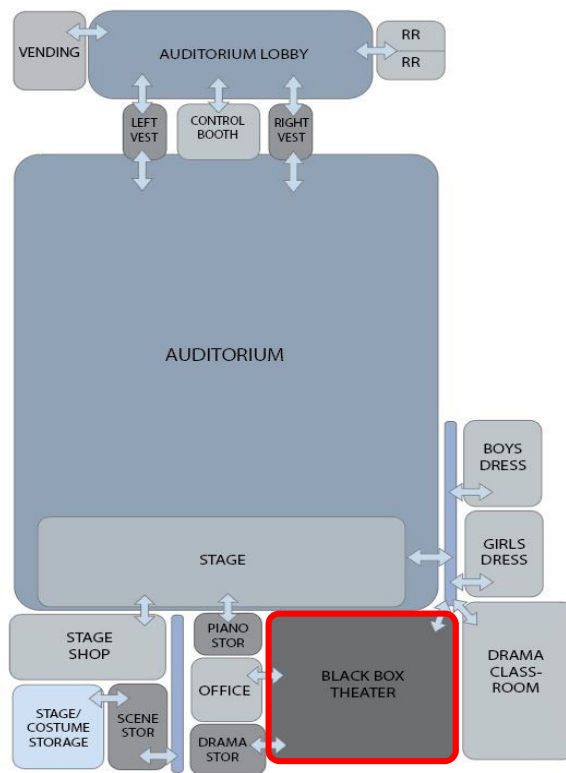 VENDING
AUDITORIUM LOBBY
RR
RR
LEFT
VEST
CONTROL
BOOTH
RIGHT
VEST
AUDITORIUM
BOYS
DRESS
STAGE
GIRLS
DRESS
STAGE
SHOP
PIANO
STOR
BLACK BOX
THEATER
DRAMA
CLASS-
ROOM
OFFICE
STAGE/
COSTUME
STORAGE
SCENE
STOR
DRAMA
STOR